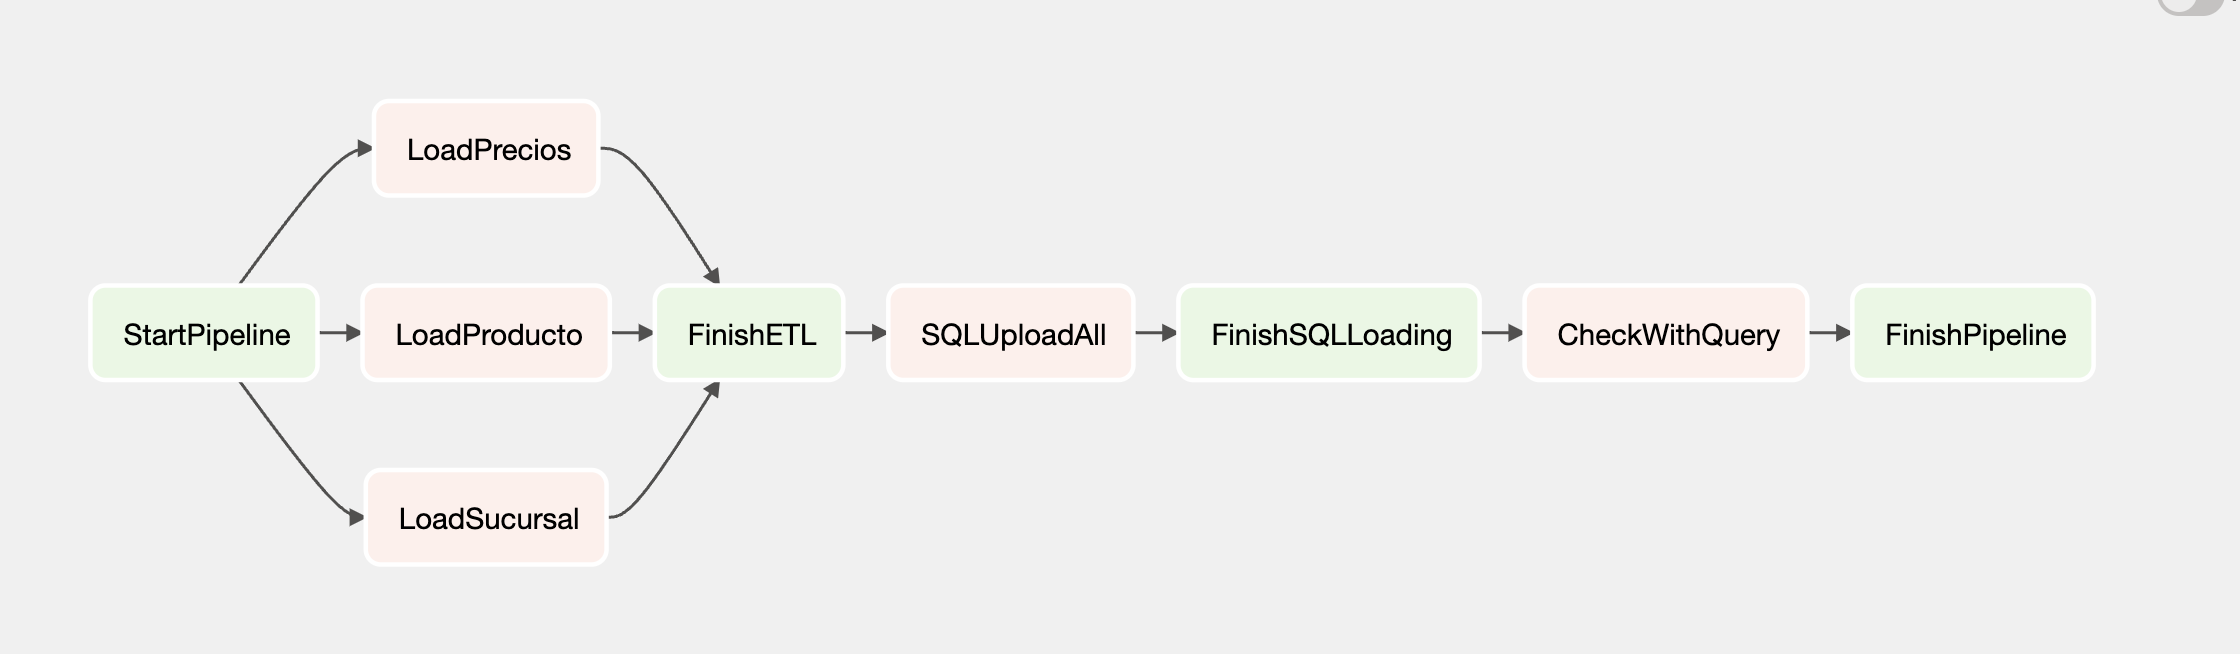 LoadPrecios
StartPipeline
LoadProducto
FinishETL
SQLUploadAll
FinishSQLLoading
CheckWithQuery
FinishPipeline
LoadSucursal